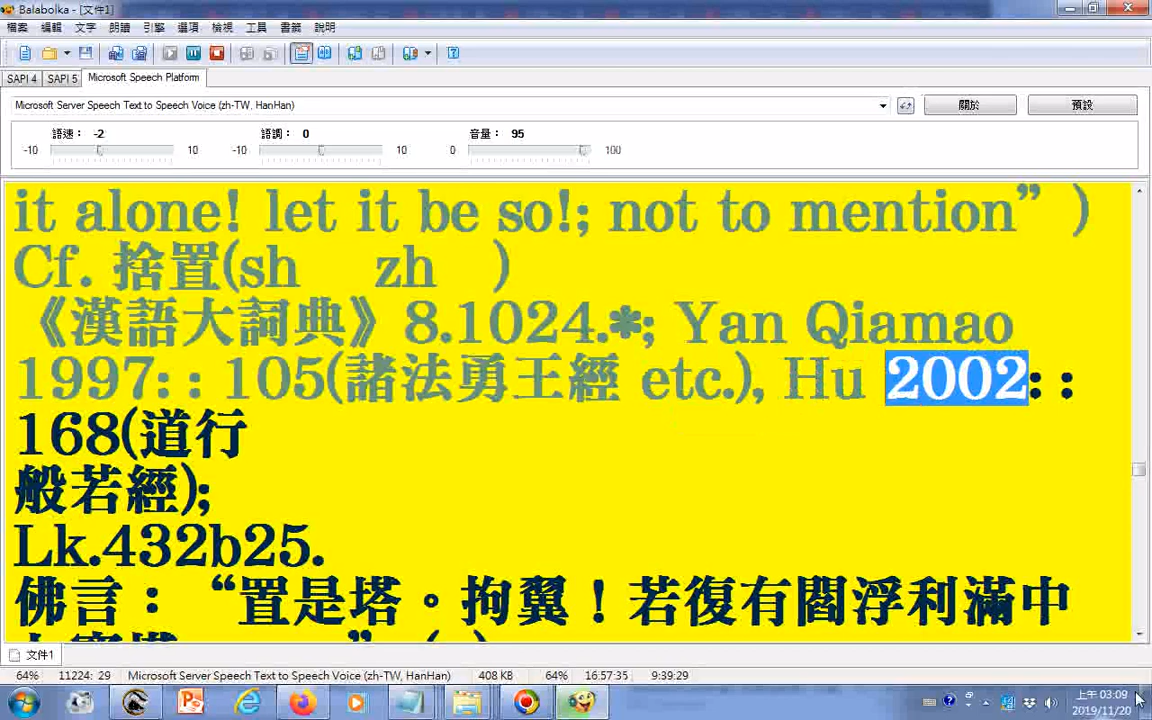 Balabolka - [文件1]
檔案 編輯 文字 朗讀 引擎 選項 檢視 工具 書籤 說明
SAPI 4 SAPI 5 Microsoft Speech Platform
Microsoft Server Speech Text to Speech Voice (zh-TW, HanHan) 關於 預設
語速： -2 語調： 0 音量： 95
-10 10 -10 10 0 100
it alone! let it be so!; not to mention” )
Cf. 捨置(sh zh )
《漢語大詞典》8.1024.*; Yan Qiamao
1997: : 105(諸法勇王經 etc.), Hu 2002: :
168(道行
般若經);
Lk.432b25.
佛言： “置是塔。拘翼！若復有閻浮利滿中
文件1
64% 11224: 29 Microsoft Server Speech Text to Speech Voice (zh-TW, HanHan) 408 KB 64% 16:57:35 9:39:29
上午 03:09
2019/11/20